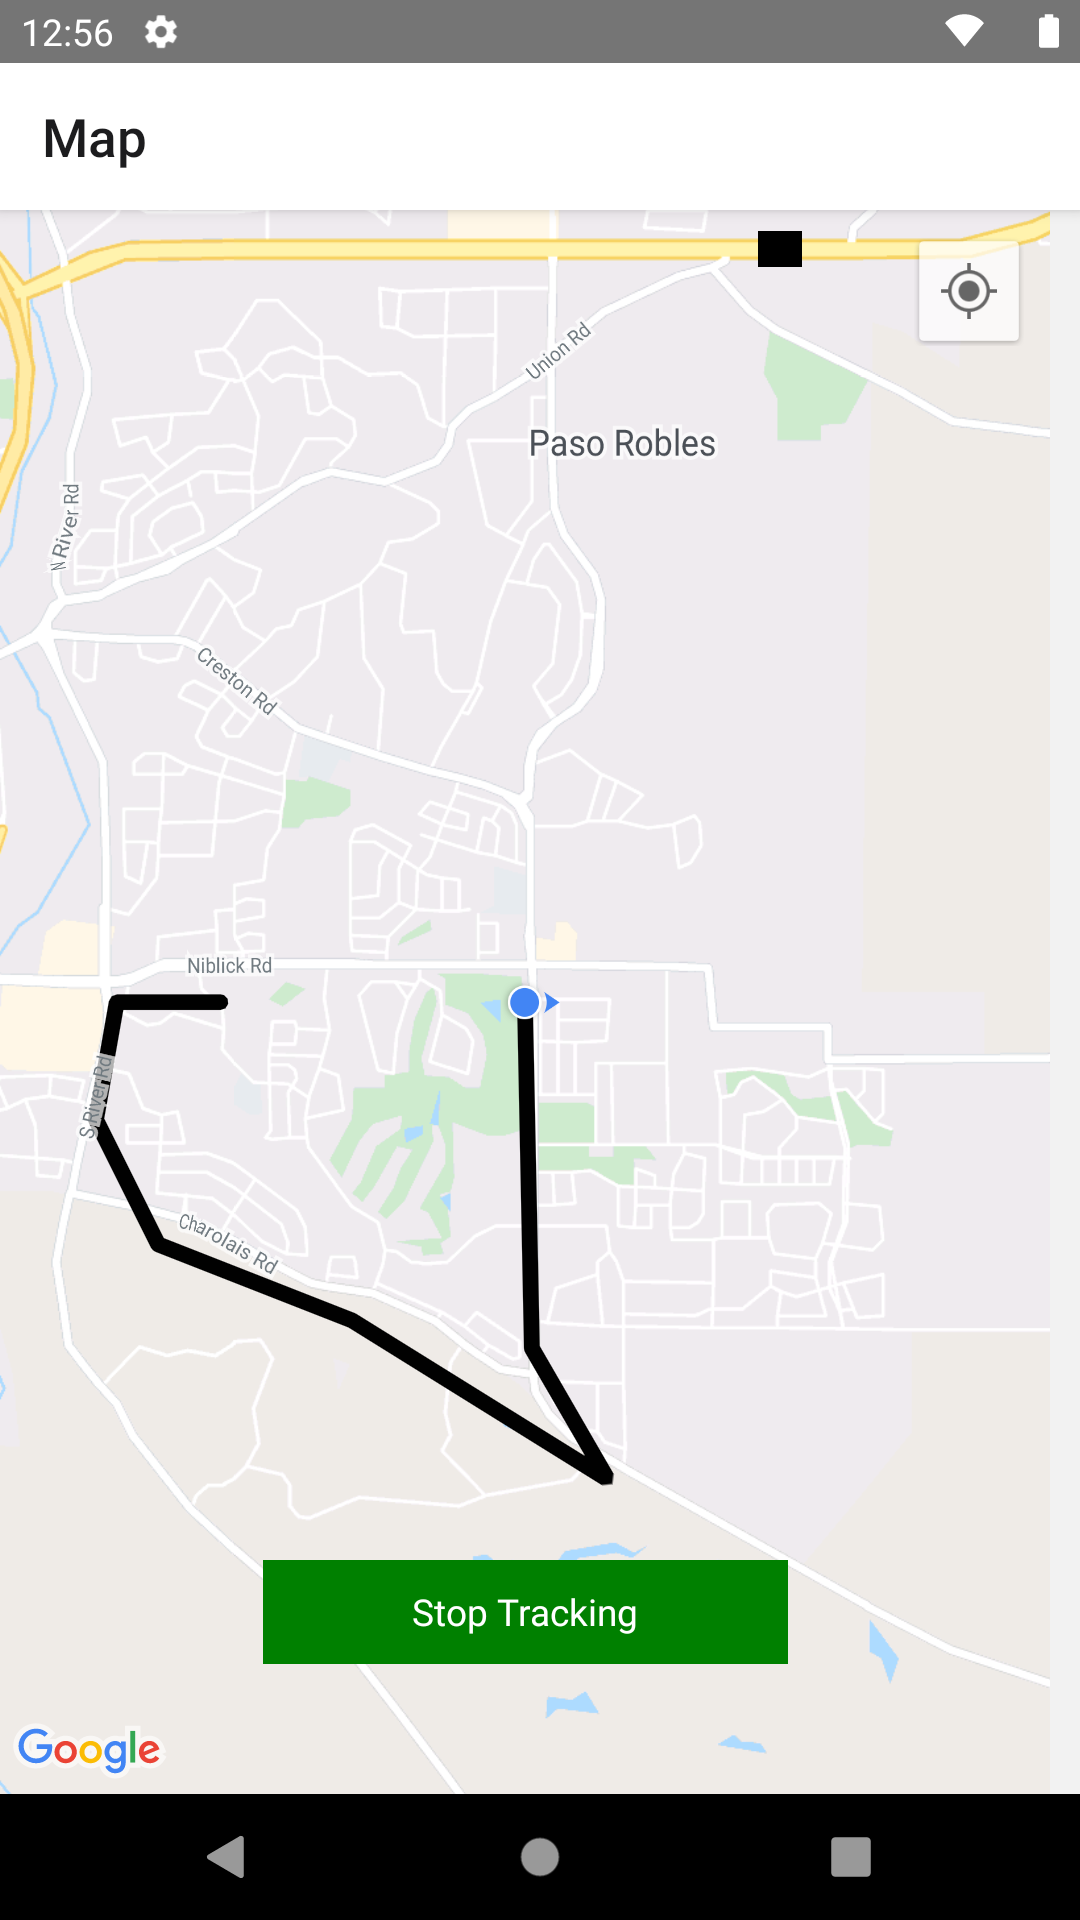 12:56
Map
Union Rd
Paso Robles
N River Rd
Creston Rd
Niblick Rd
S River Rd
Charolais Rd
Stop Tracking
Google